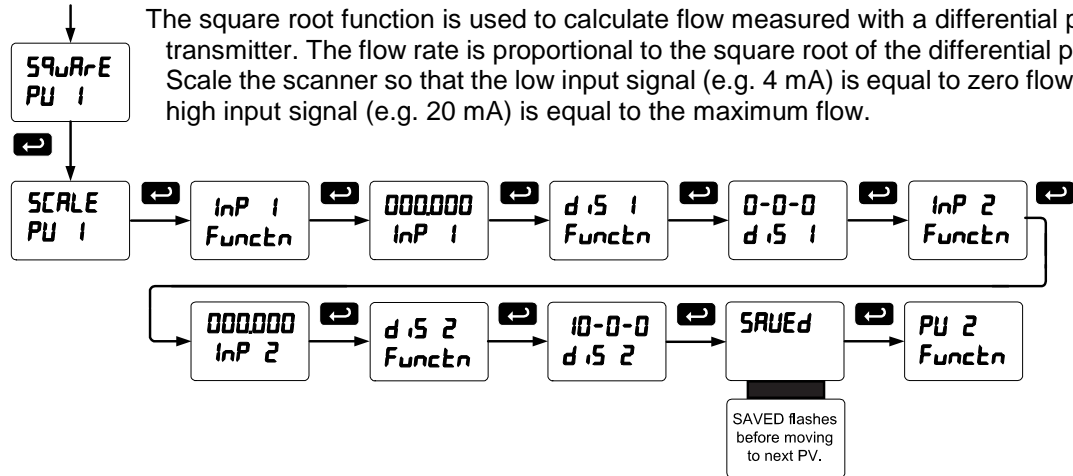 The square root function is used to calculate flow measured with a differential p
transmitter. The flow rate is proportional to the square root of the differential p
Scale the scanner so that the low input signal (e.g. 4 mA) is equal to zero flow
high input signal (e.g. 20 mA) is equal to the maximum flow.
SquArE
PV 1
SCALE
PV 1
InP 1
Functn
000.000
InP 1
diS 1
Functn
0-0-0
diS 1
InP 2
Functn
000.000
InP 2
diS 2
Functn
10-0-0
diS 2
SAVEd
PV 2
Functn
SAVED flashes
before moving
to next PV.